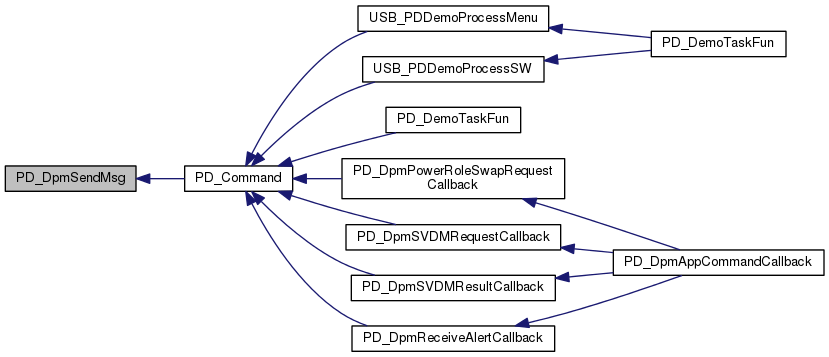 USB_PDDemoProcessMenu
PD_DemoTaskFun
USB_PDDemoProcessSW
PD_DemoTaskFun
PD_DpmSendMsg
PD_Command
PD_DpmPowerRoleSwapRequest
Callback
PD_DpmSVDMRequestCallback
PD_DpmAppCommandCallback
PD_DpmSVDMResultCallback
PD_DpmReceiveAlertCallback